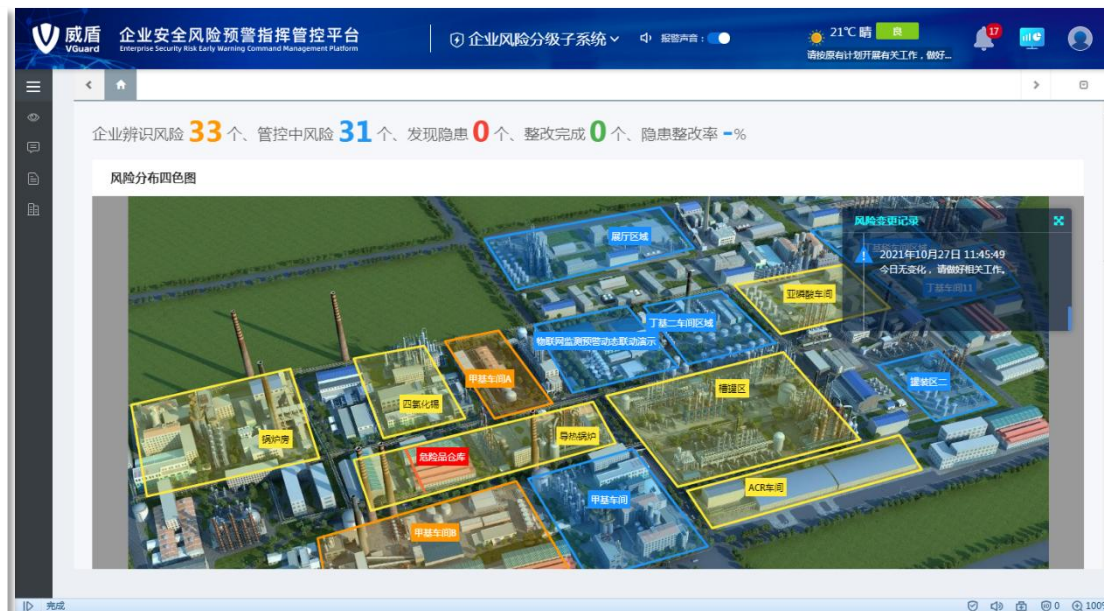 威盾
VGuard
企业安全风险预警指挥管控平台
Enterprise Security Risk Early Warning Command Management Platform
企业风险分级子系统
报警声音：
21℃ 晴 良
请按原有计划开展有关工作，做好...
17
企业辨识风险 33 个、管控中风险 31 个、发现隐患 0 个、整改完成 0 个、隐患整改率 -%
风险分布四色图
风险变更记录
2021年10月27日 11:45:49
今日无变化，请做好相关工作。
丁基车间11
展厅区域
亚磷酸车间
丁基二车间区域
物联网监测预警动态联动演示
甲基车间A
四氯化锡
槽罐区
罐装区二
锅炉房
导热锅炉
危险品仓库
ACR车间
甲基车间
甲基车间B
完成
0
100%